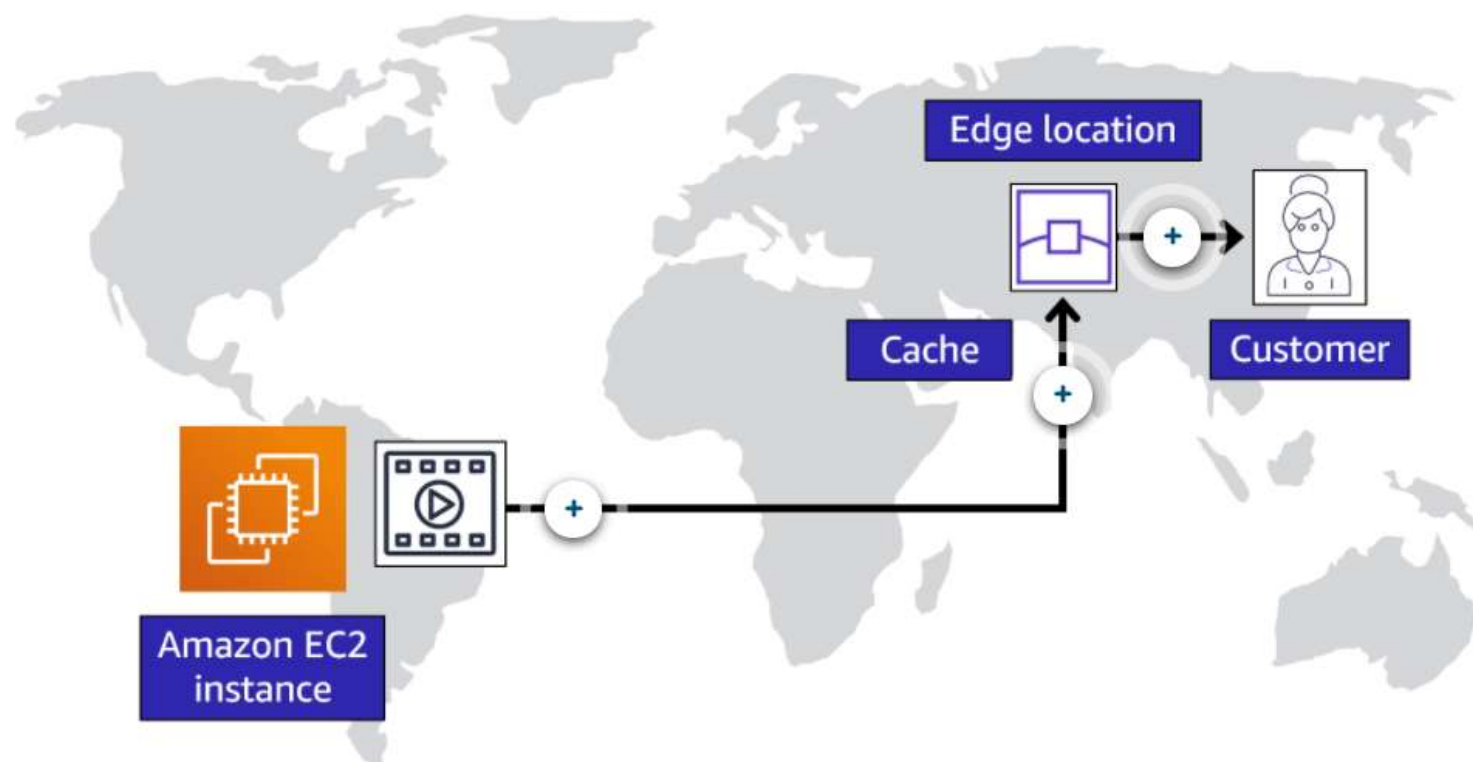 Edge location
Cache
Customer
Amazon EC2
instance